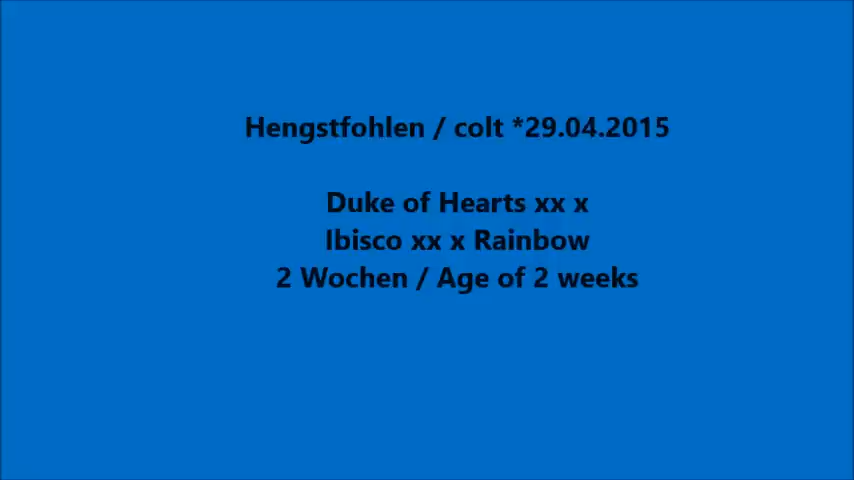 Hengstfohlen / colt *29.04.2015
Duke of Hearts xx x
Ibisco xx x Rainbow
2 Wochen / Age of 2 weeks